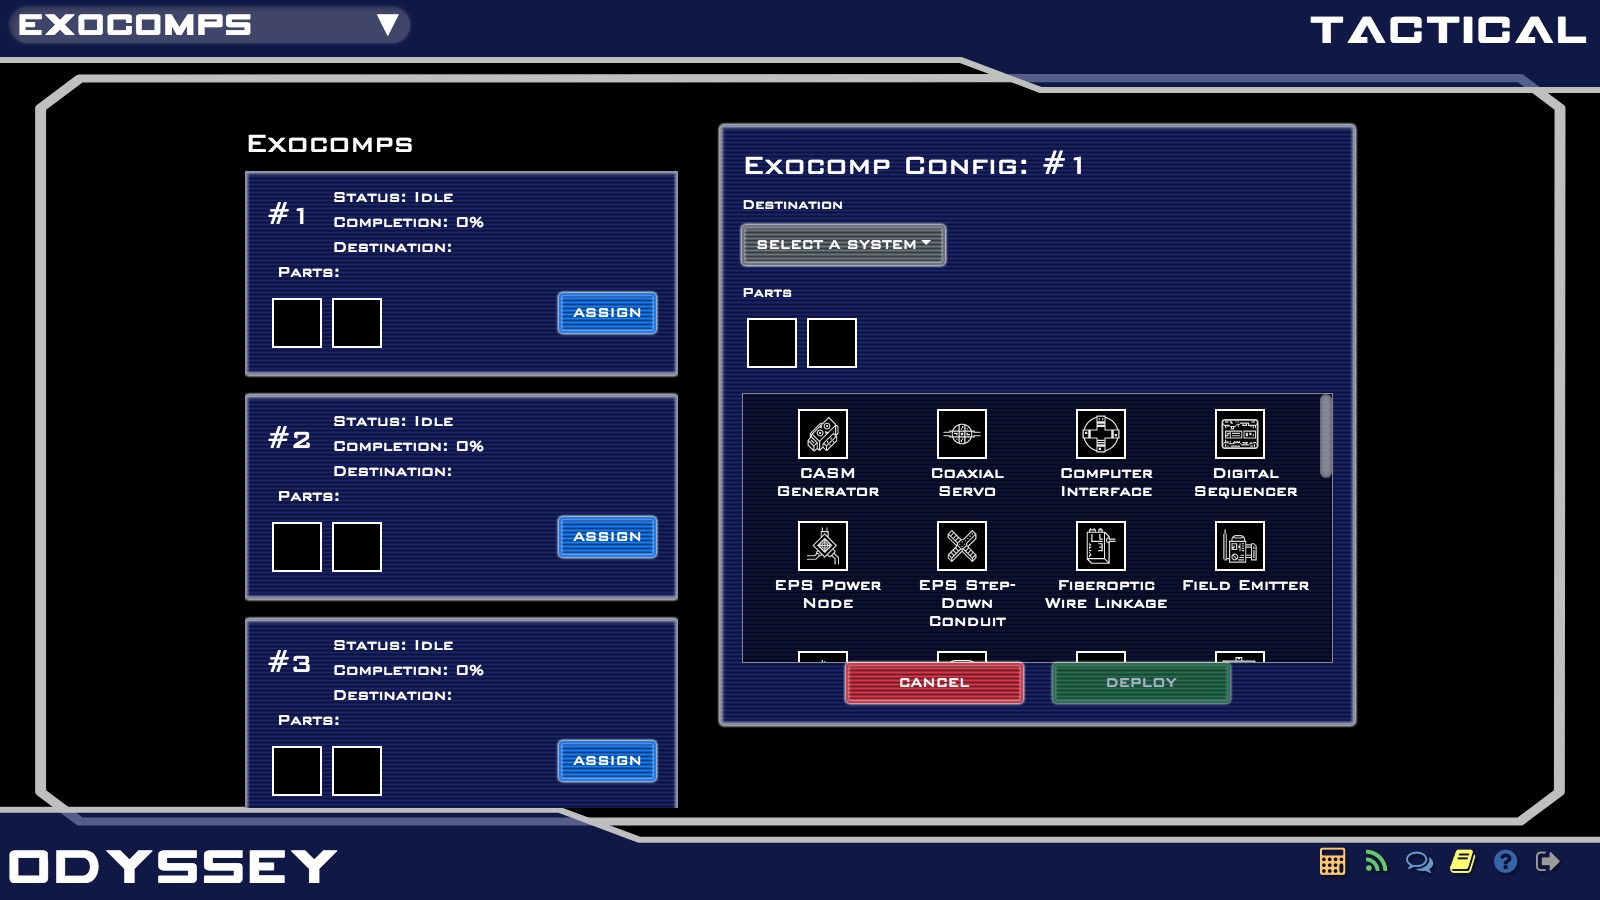 EXOCOMPS ▼
TACTICAL
EXOCOMPS
#1
STATUS: IDLE
COMPLETION: 0%
DESTINATION:
PARTS:
ASSIGN
#2
STATUS: IDLE
COMPLETION: 0%
DESTINATION:
PARTS:
ASSIGN
#3
STATUS: IDLE
COMPLETION: 0%
DESTINATION:
PARTS:
ASSIGN
EXOCOMP CONFIG: #1
DESTINATION
SELECT A SYSTEM
PARTS
CASM
GENERATOR
COAXIAL
SERVO
COMPUTER
INTERFACE
DIGITAL
SEQUENCER
EPS POWER
NODE
EPS STEP-
DOWN
CONDUIT
FIBEROPTIC
WIRE LINKAGE
FIELD EMITTER
CANCEL
DEPLOY
ODYSSEY